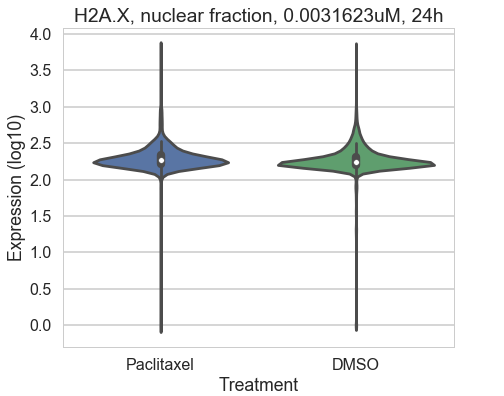 H2A.X, nuclear fraction, 0.0031623uM, 24h
4.0
3.5
3.0
2.5
2.0
1.5
1.0
0.5
0.0
Expression (log10)
Paclitaxel DMSO
Treatment